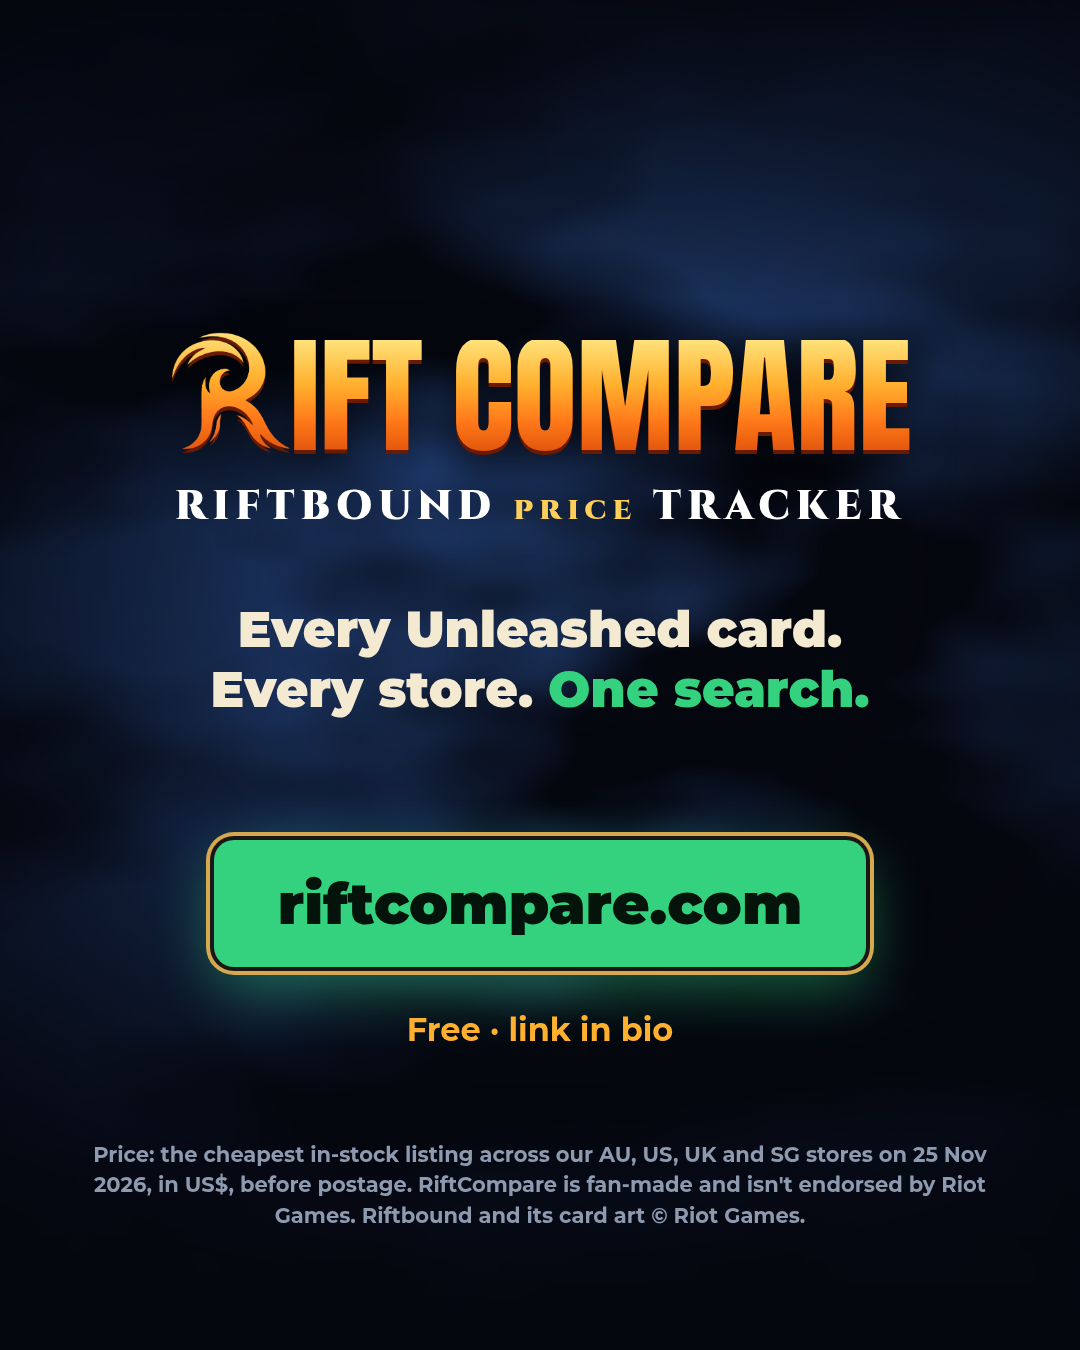 RIFT COMPARE
RIFTBOUND PRICE TRACKER
Every Unleashed card.
Every store. One search.
riftcompare.com
Free · link in bio
Price: the cheapest in-stock listing across our AU, US, UK and SG stores on 25 Nov
2026, in US$, before postage. RiftCompare is fan-made and isn't endorsed by Riot
Games. Riftbound and its card art © Riot Games.